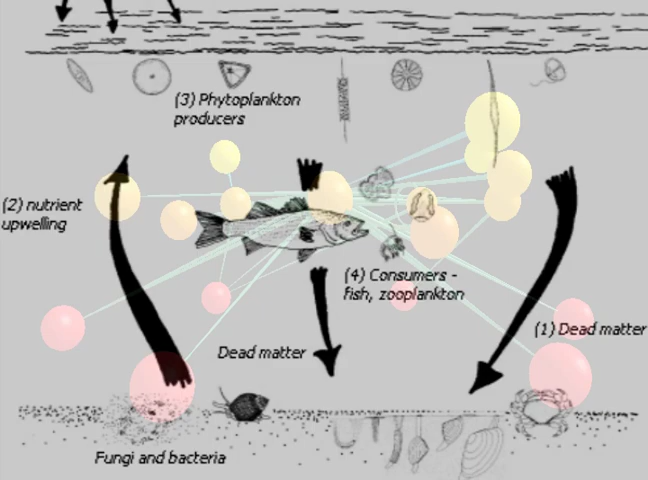 (3) Phytoplankton
producers
(2) nutrient
upwelling
(4) Consumers -
fish, zooplankton
(1) Dead matter
Dead matter
Fungi and bacteria